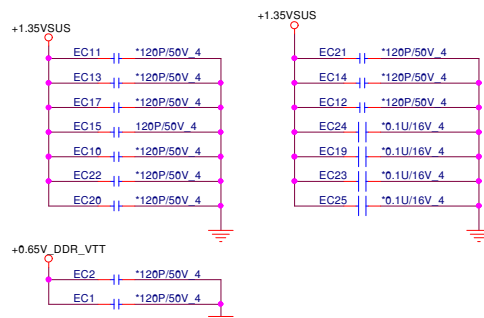 +1.35VSUS
EC11 *120P/50V_4
EC13 *120P/50V_4
EC17 *120P/50V_4
EC15 120P/50V_4
EC10 *120P/50V_4
EC22 *120P/50V_4
EC20 *120P/50V_4
+1.35VSUS
EC21 *120P/50V_4
EC14 *120P/50V_4
EC12 *120P/50V_4
EC24 *0.1U/16V_4
EC19 *0.1U/16V_4
EC23 *0.1U/16V_4
EC25 *0.1U/16V_4
+0.65V_DDR_VTT
EC2 *120P/50V_4
EC1 *120P/50V_4